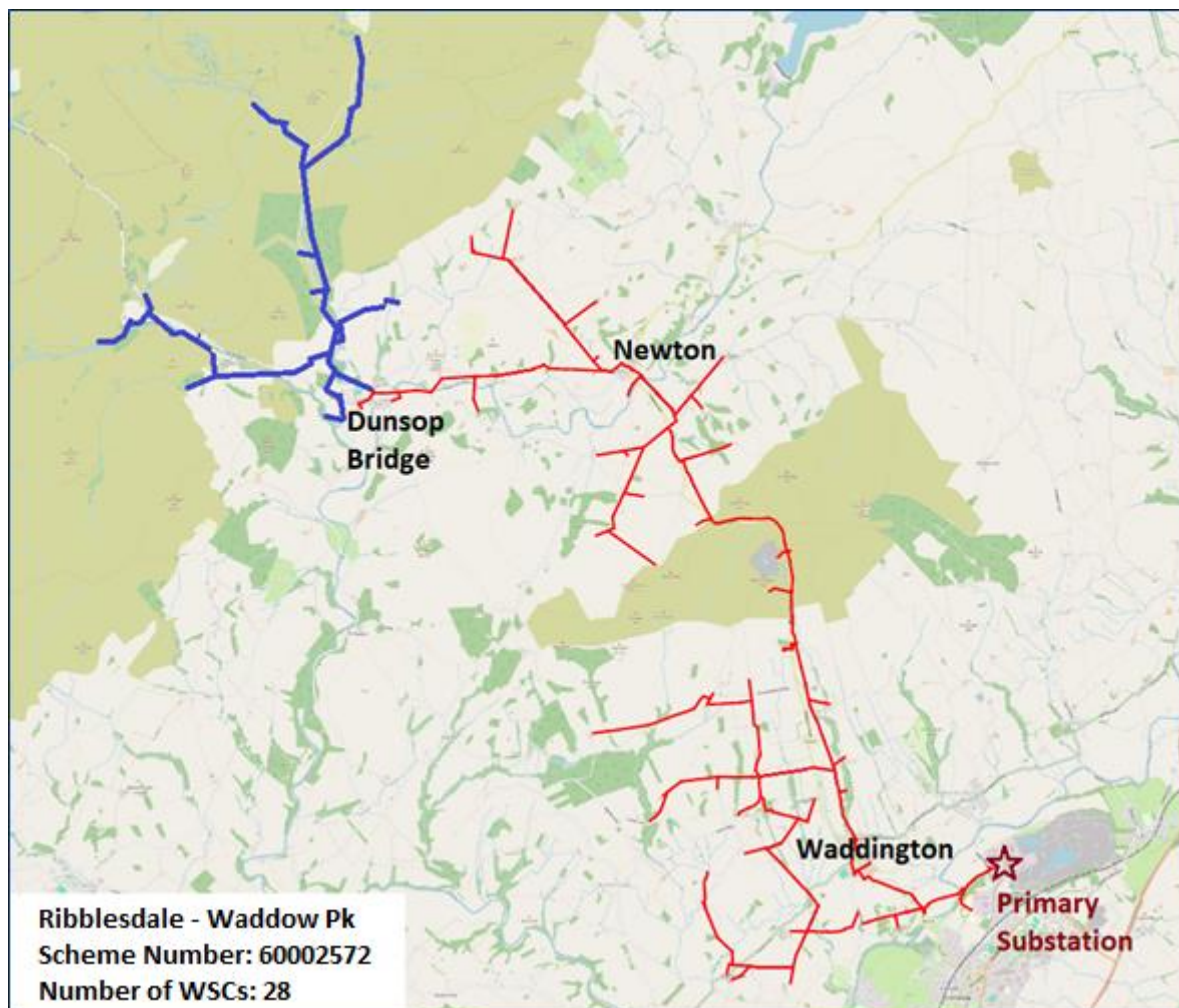 Newton
Dunsop
Bridge
Waddington
Primary
Substation
Ribblesdale - Waddow Pk
Scheme Number: 60002572
Number of WSCs: 28